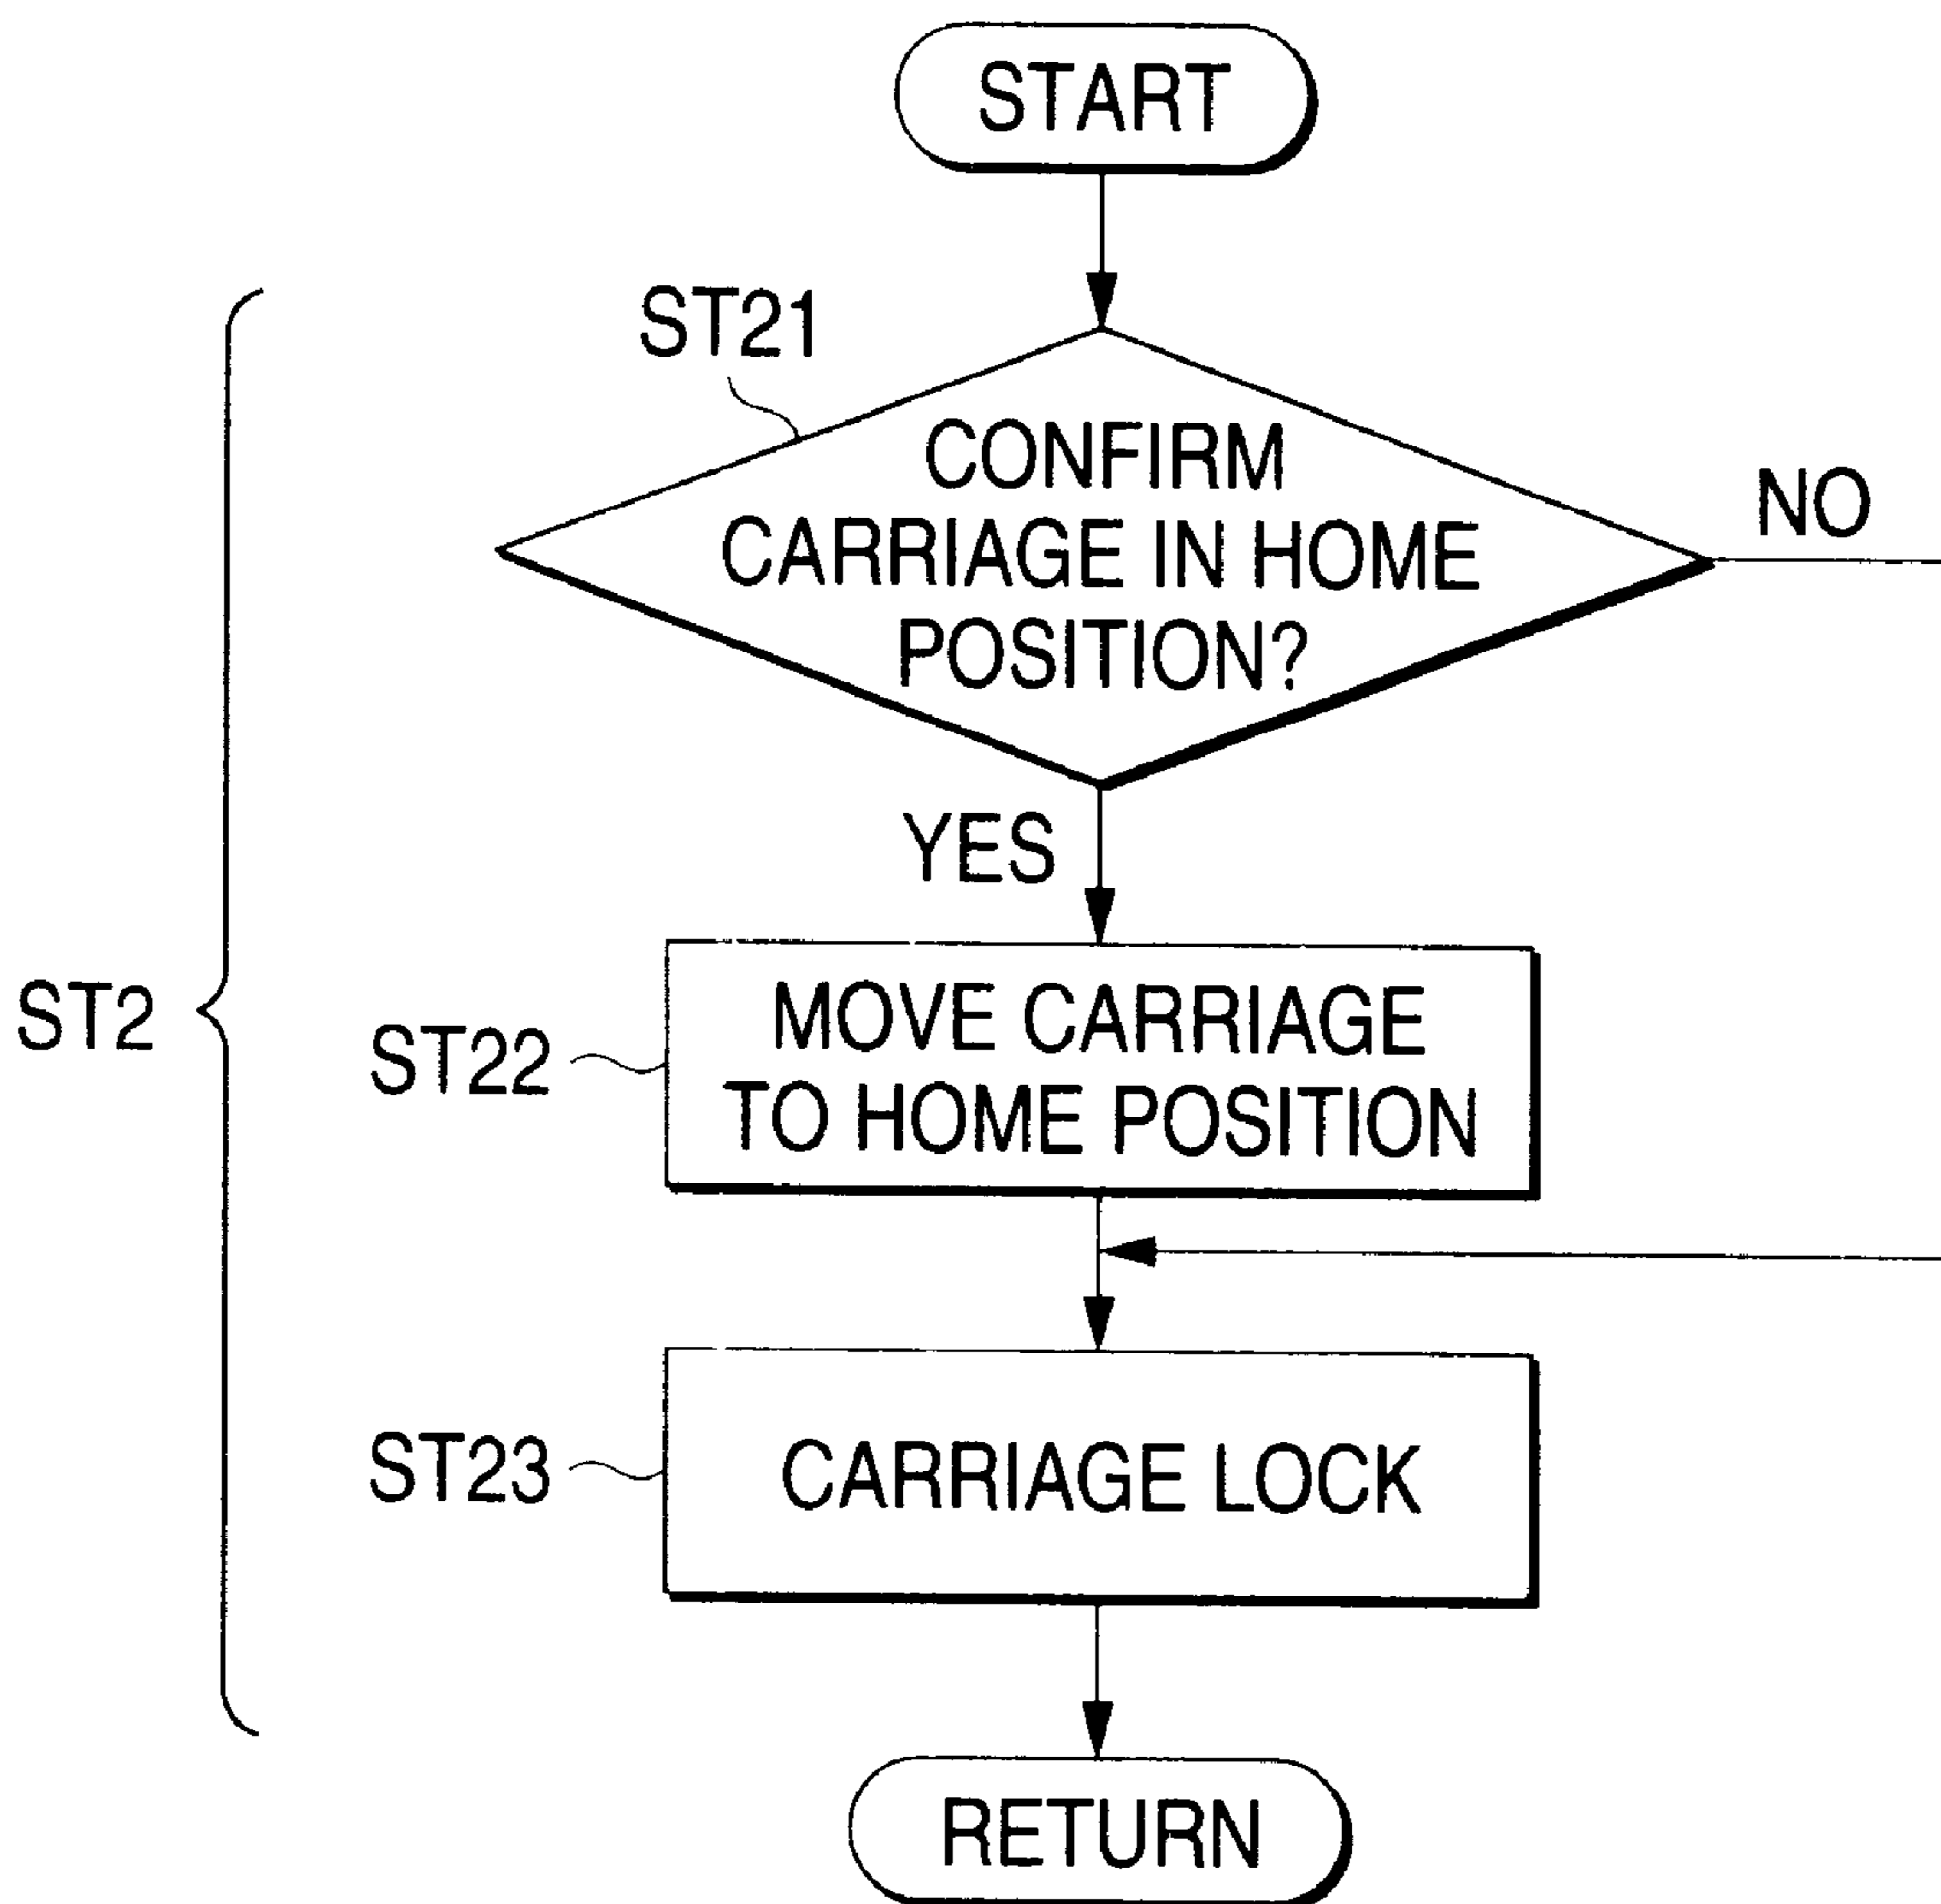 START
ST21
CONFIRM
CARRIAGE IN HOME
POSITION?
NO
YES
ST2
ST22
MOVE CARRIAGE
TO HOME POSITION
ST23
CARRIAGE LOCK
RETURN